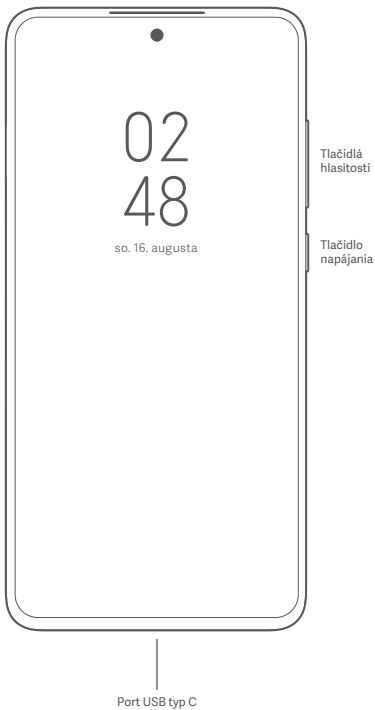 02
48
so. 16. augusta
Tlačidlá
hlasitosti
Tlačidlo
napájania
Port USB typ C